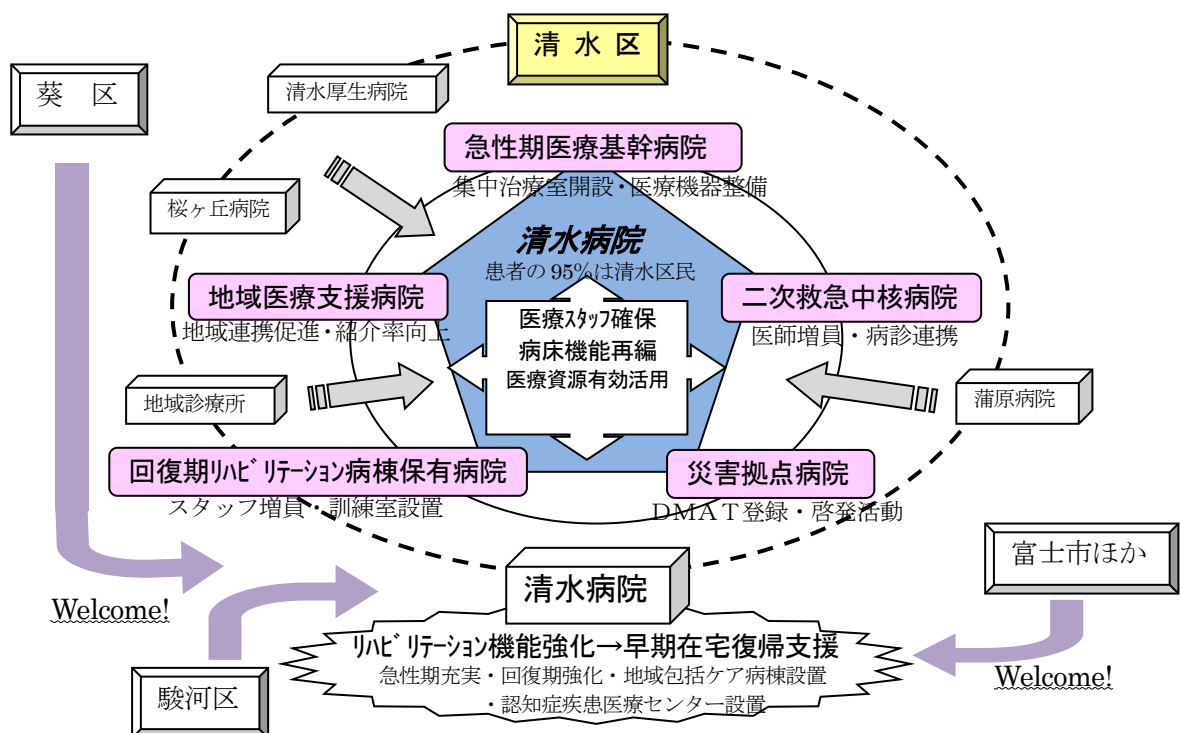 清 水 区
葵　区
清水厚生病院
急性期医療基幹病院
集中治療室開設・医療機器整備
桜ヶ丘病院
清水病院
患者の 95%は清水区民
地域医療支援病院
地域連携促進・紹介率向上
二次救急中核病院
医師増員・病診連携
医療ｽﾀｯﾌ確保
病床機能再編
医療資源有効活用
地域診療所
蒲原病院
回復期ﾘﾊﾋﾞﾘﾃｰｼｮﾝ病棟保有病院
スタッフ増員・訓練室設置
災害拠点病院
DMAＴ登録・啓発活動
富士市ほか
清水病院
Welcome!
ﾘﾊﾋﾞﾘﾃｰｼｮﾝ機能強化→早期在宅復帰支援
急性期充実・回復期強化・地域包括ケア病棟設置
・認知症疾患医療センター設置
Welcome!
駿河区